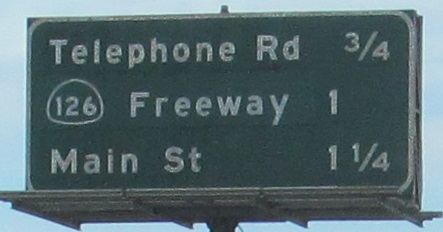 Telephone Rd 3/4
126 Freeway 1
Main St 1 1/4